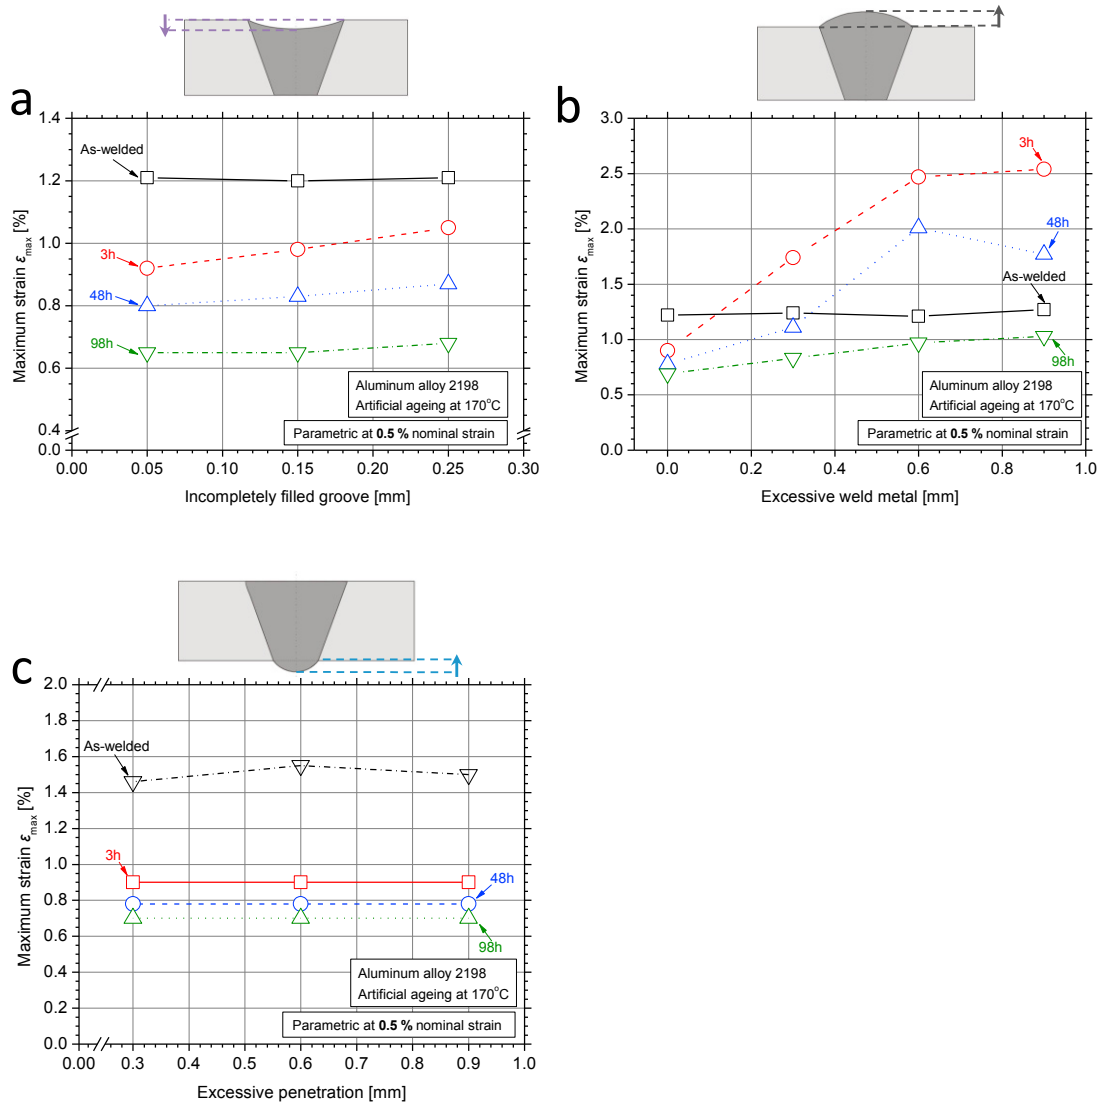 a
1.4
1.2
1.0
0.8
0.6
0.4
0.0
Maximum strain εmax [%]
As-welded
3h
48h
98h
Aluminum alloy 2198
Artificial ageing at 170°C
Parametric at 0.5 % nominal strain
0.00 0.05 0.10 0.15 0.20 0.25 0.30
Incompletely filled groove [mm]
b
3.0
2.5
2.0
1.5
1.0
0.5
0.0
Maximum strain εmax [%]
3h
48h
As-welded
98h
Aluminum alloy 2198
Artificial ageing at 170°C
Parametric at 0.5 % nominal strain
0.0 0.2 0.4 0.6 0.8 1.0
Excessive weld metal [mm]
c
2.0
1.8
1.6
1.4
1.2
1.0
0.8
0.6
0.4
0.2
0.0
Maximum strain εmax [%]
As-welded
3h
48h
98h
Aluminum alloy 2198
Artificial ageing at 170°C
Parametric at 0.5 % nominal strain
0.00 0.3 0.4 0.5 0.6 0.7 0.8 0.9 1.0
Excessive penetration [mm]